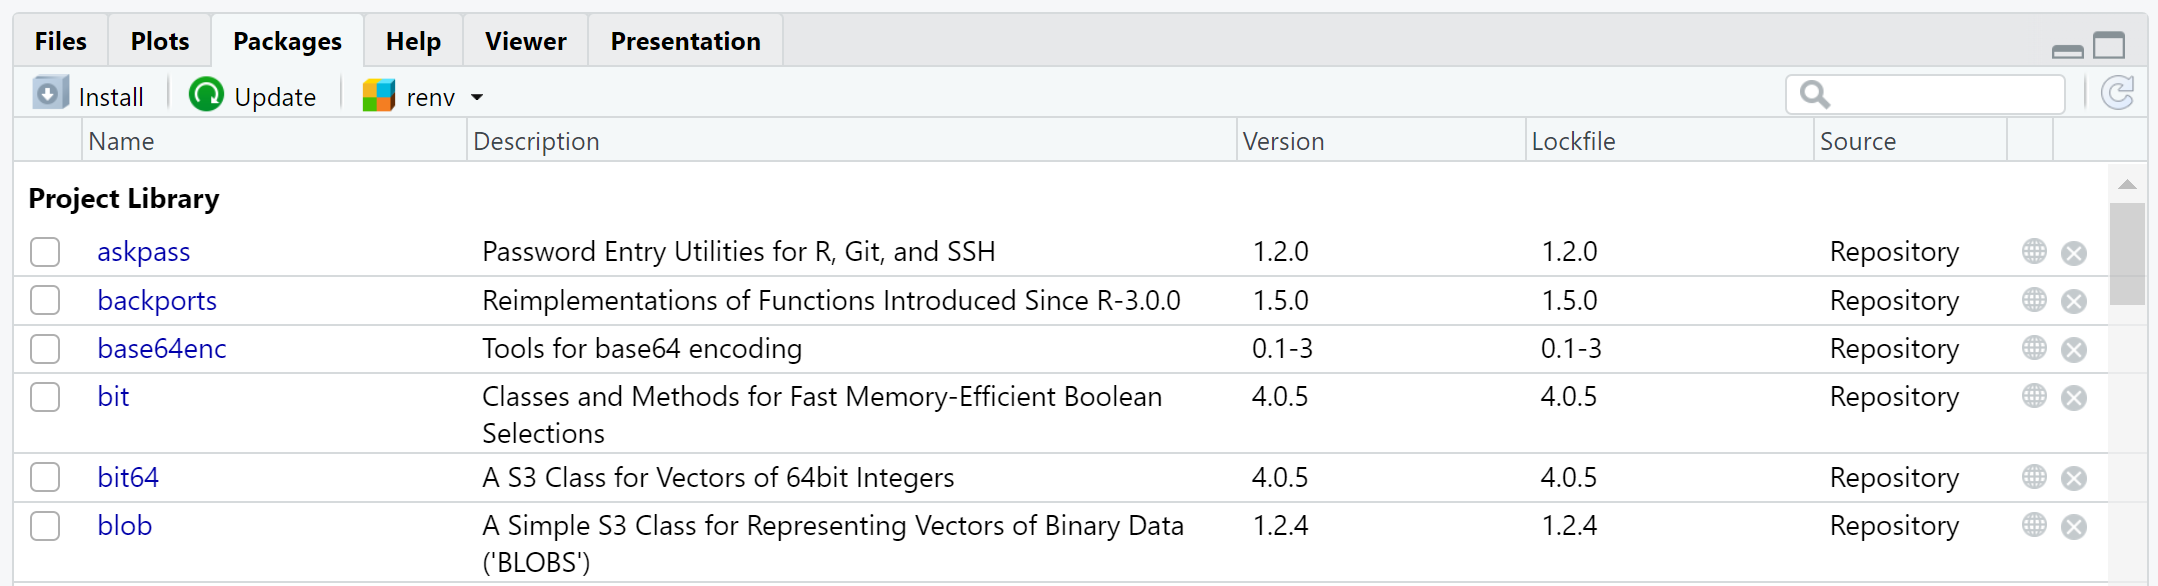 Files Plots Packages Help Viewer Presentation
Install Update renv
Name Description Version Lockfile Source
Project Library
askpass Password Entry Utilities for R, Git, and SSH 1.2.0 1.2.0 Repository
backports Reimplementations of Functions Introduced Since R-3.0.0 1.5.0 1.5.0 Repository
base64enc Tools for base64 encoding 0.1-3 0.1-3 Repository
bit Classes and Methods for Fast Memory-Efficient Boolean 4.0.5 4.0.5 Repository
Selections
bit64 A S3 Class for Vectors of 64bit Integers 4.0.5 4.0.5 Repository
blob A Simple S3 Class for Representing Vectors of Binary Data 1.2.4 1.2.4 Repository
('BLOBS')